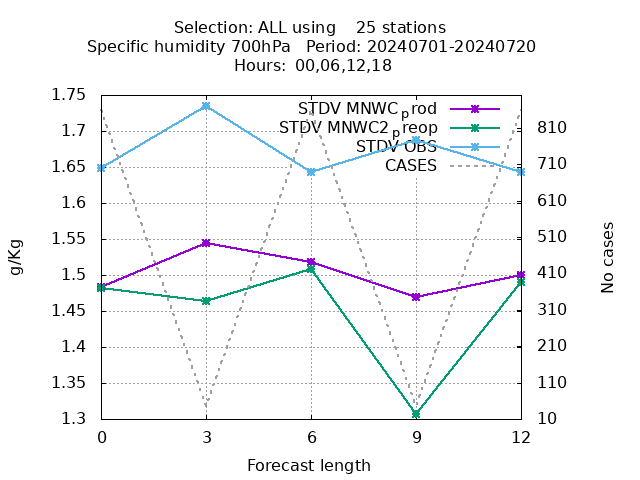 Selection: ALL using    25 stations
Specific humidity 700hPa   Period: 20240701-20240720
Hours:  00,06,12,18
1.75
1.7
1.65
1.6
1.55
1.5
1.45
1.4
1.35
1.3
g/Kg
STDV MNWCprod
STDV MNWC2preop
STDV OBS
CASES
810
710
610
510
410
310
210
110
10
No cases
0 3 6 9 12
Forecast length